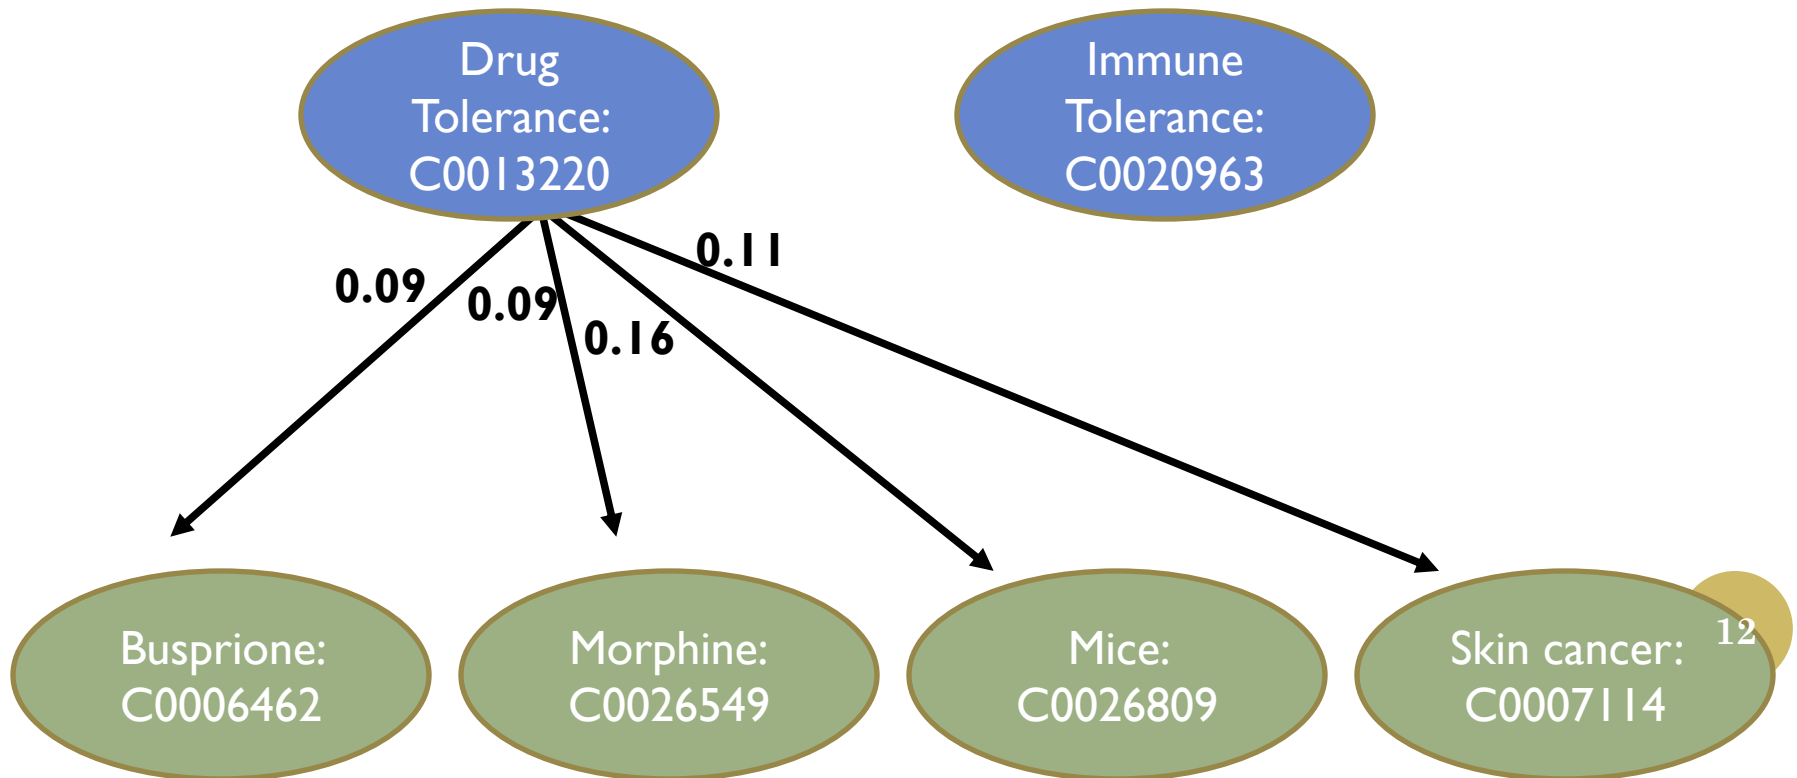 Drug
Tolerance:
C0013220
Immune
Tolerance:
C0020963
0.09
0.09
0.16
0.11
Busprione:
C0006462
Morphine:
C0026549
Mice:
C0026809
Skin cancer:
C0007114
12